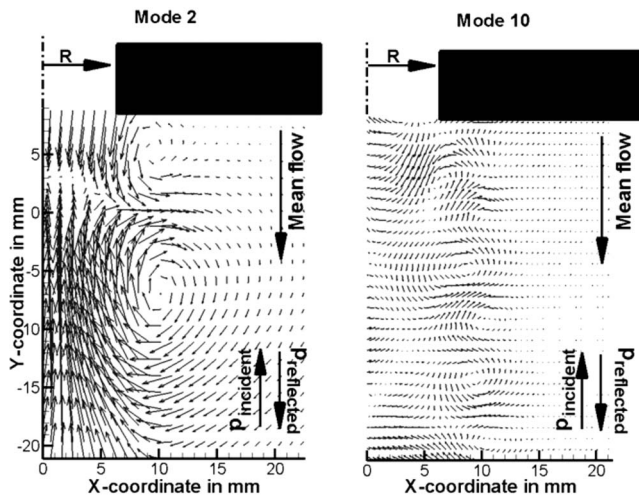 Mode 2
Mode 10
R
R
Mean flow
Mean flow
p incident
p reflected
p incident
p reflected
Y-coordinate in mm
5
0
-5
-10
-15
-20
0 5 10 15 20
0 5 10 15 20
X-coordinate in mm
X-coordinate in mm